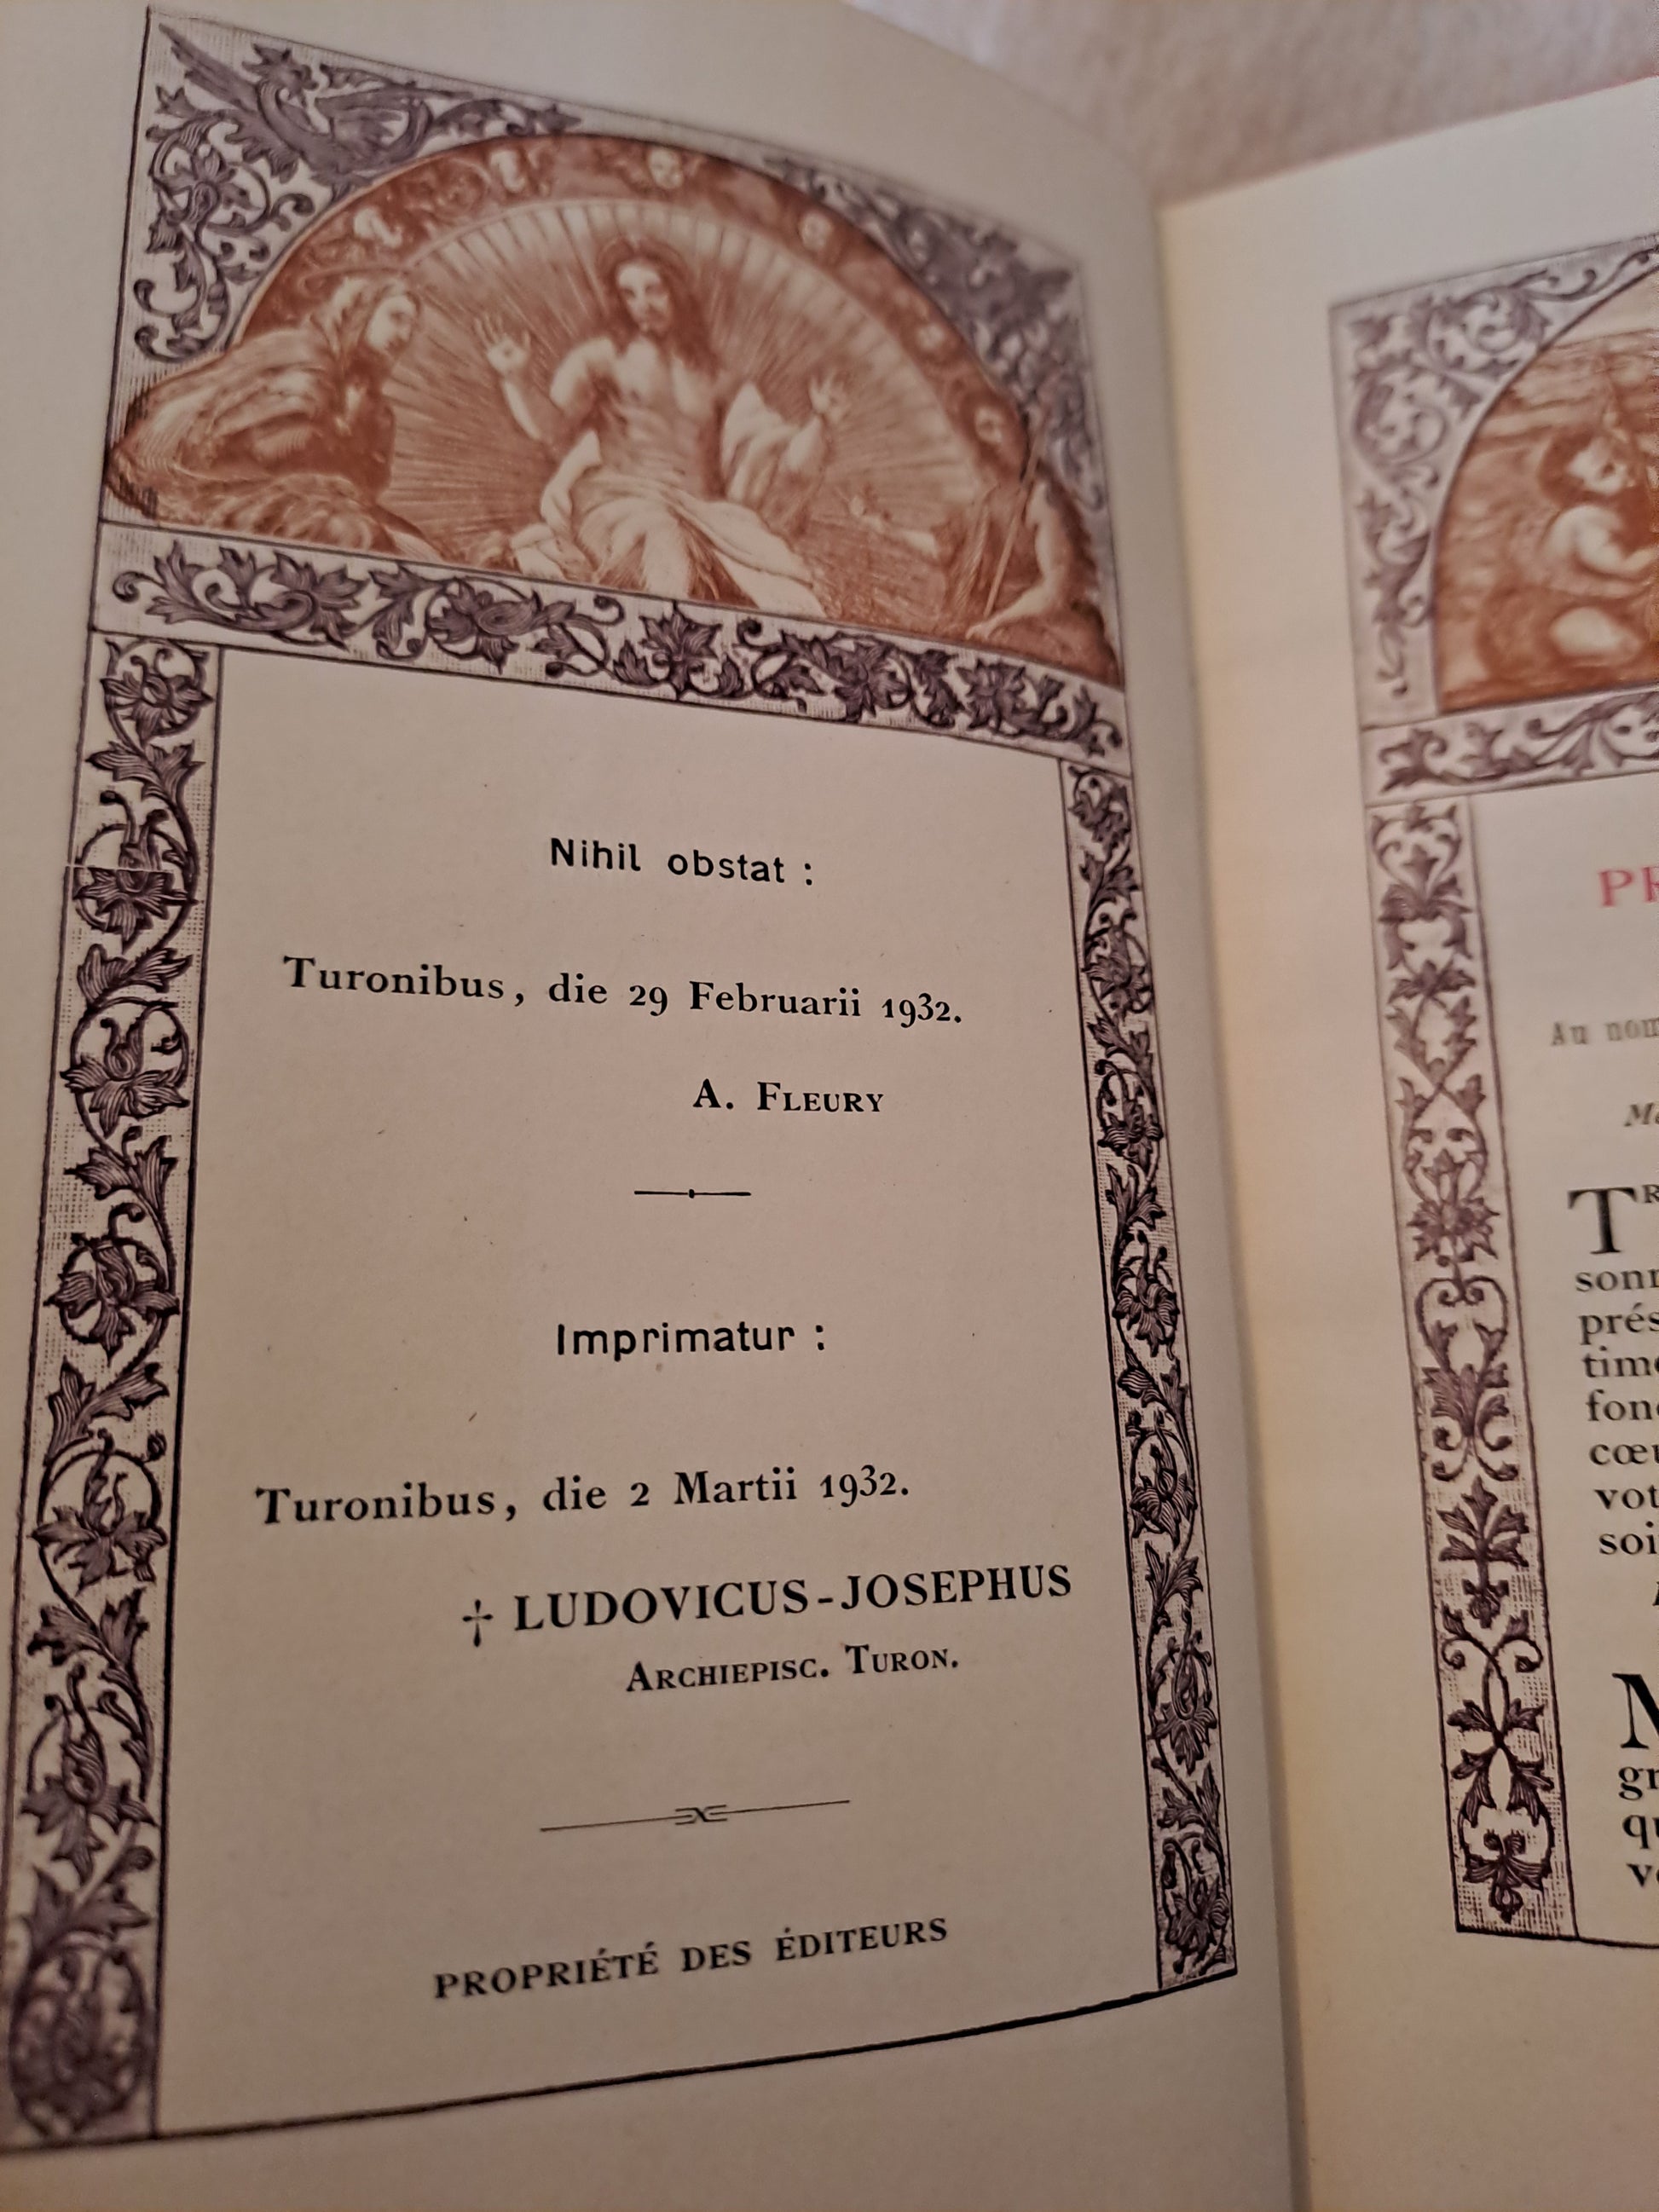 Nihil obstat :
Turonibus, die 29 Februarii 1932.
A. FLEURY
Imprimatur :
Turonibus, die 2 Martii 1932.
† LUDOVICUS-JOSEPHUS
ARCHIEPISC. TURON.
PROPRIÉTÉ DES ÉDITEURS
Au